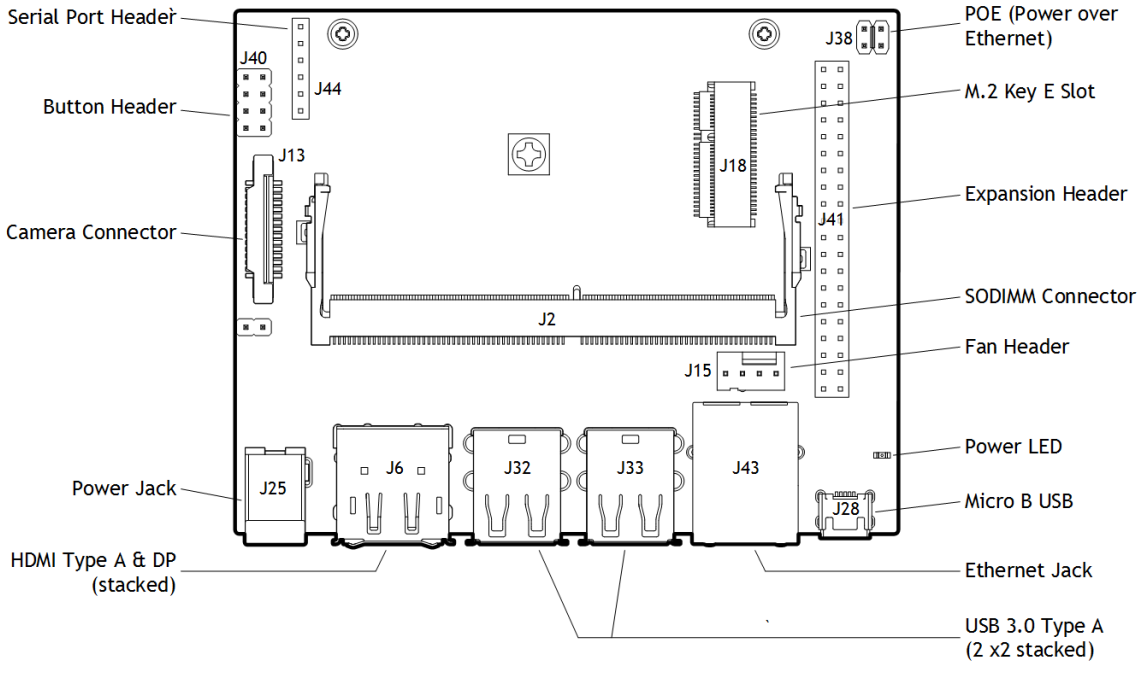 Serial Port Header
POE (Power over
Ethernet)
J38
J40
J44
M.2 Key E Slot
Button Header
J13
J18
Expansion Header
J41
Camera Connector
SODIMM Connector
J2
Fan Header
J15
Power LED
J6
J32
J33
J43
J25
Power Jack
Micro B USB
J28
HDMI Type A & DP
(stacked)
Ethernet Jack
USB 3.0 Type A
(2 x2 stacked)